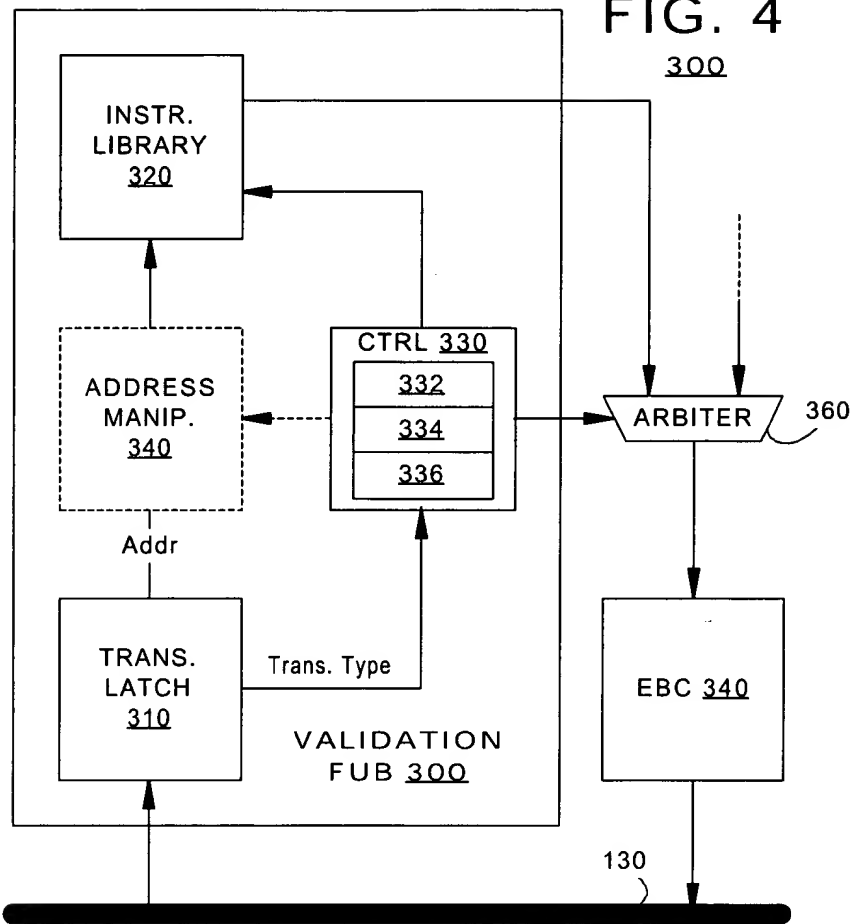 FIG. 4
300
INSTR.
LIBRARY
320
CTRL 330
332
334
336
ADDRESS
MANIP.
340
ARBITER
360
Addr
TRANS.
LATCH
310
Trans. Type
EBC 340
VALIDATION
FUB 300
130